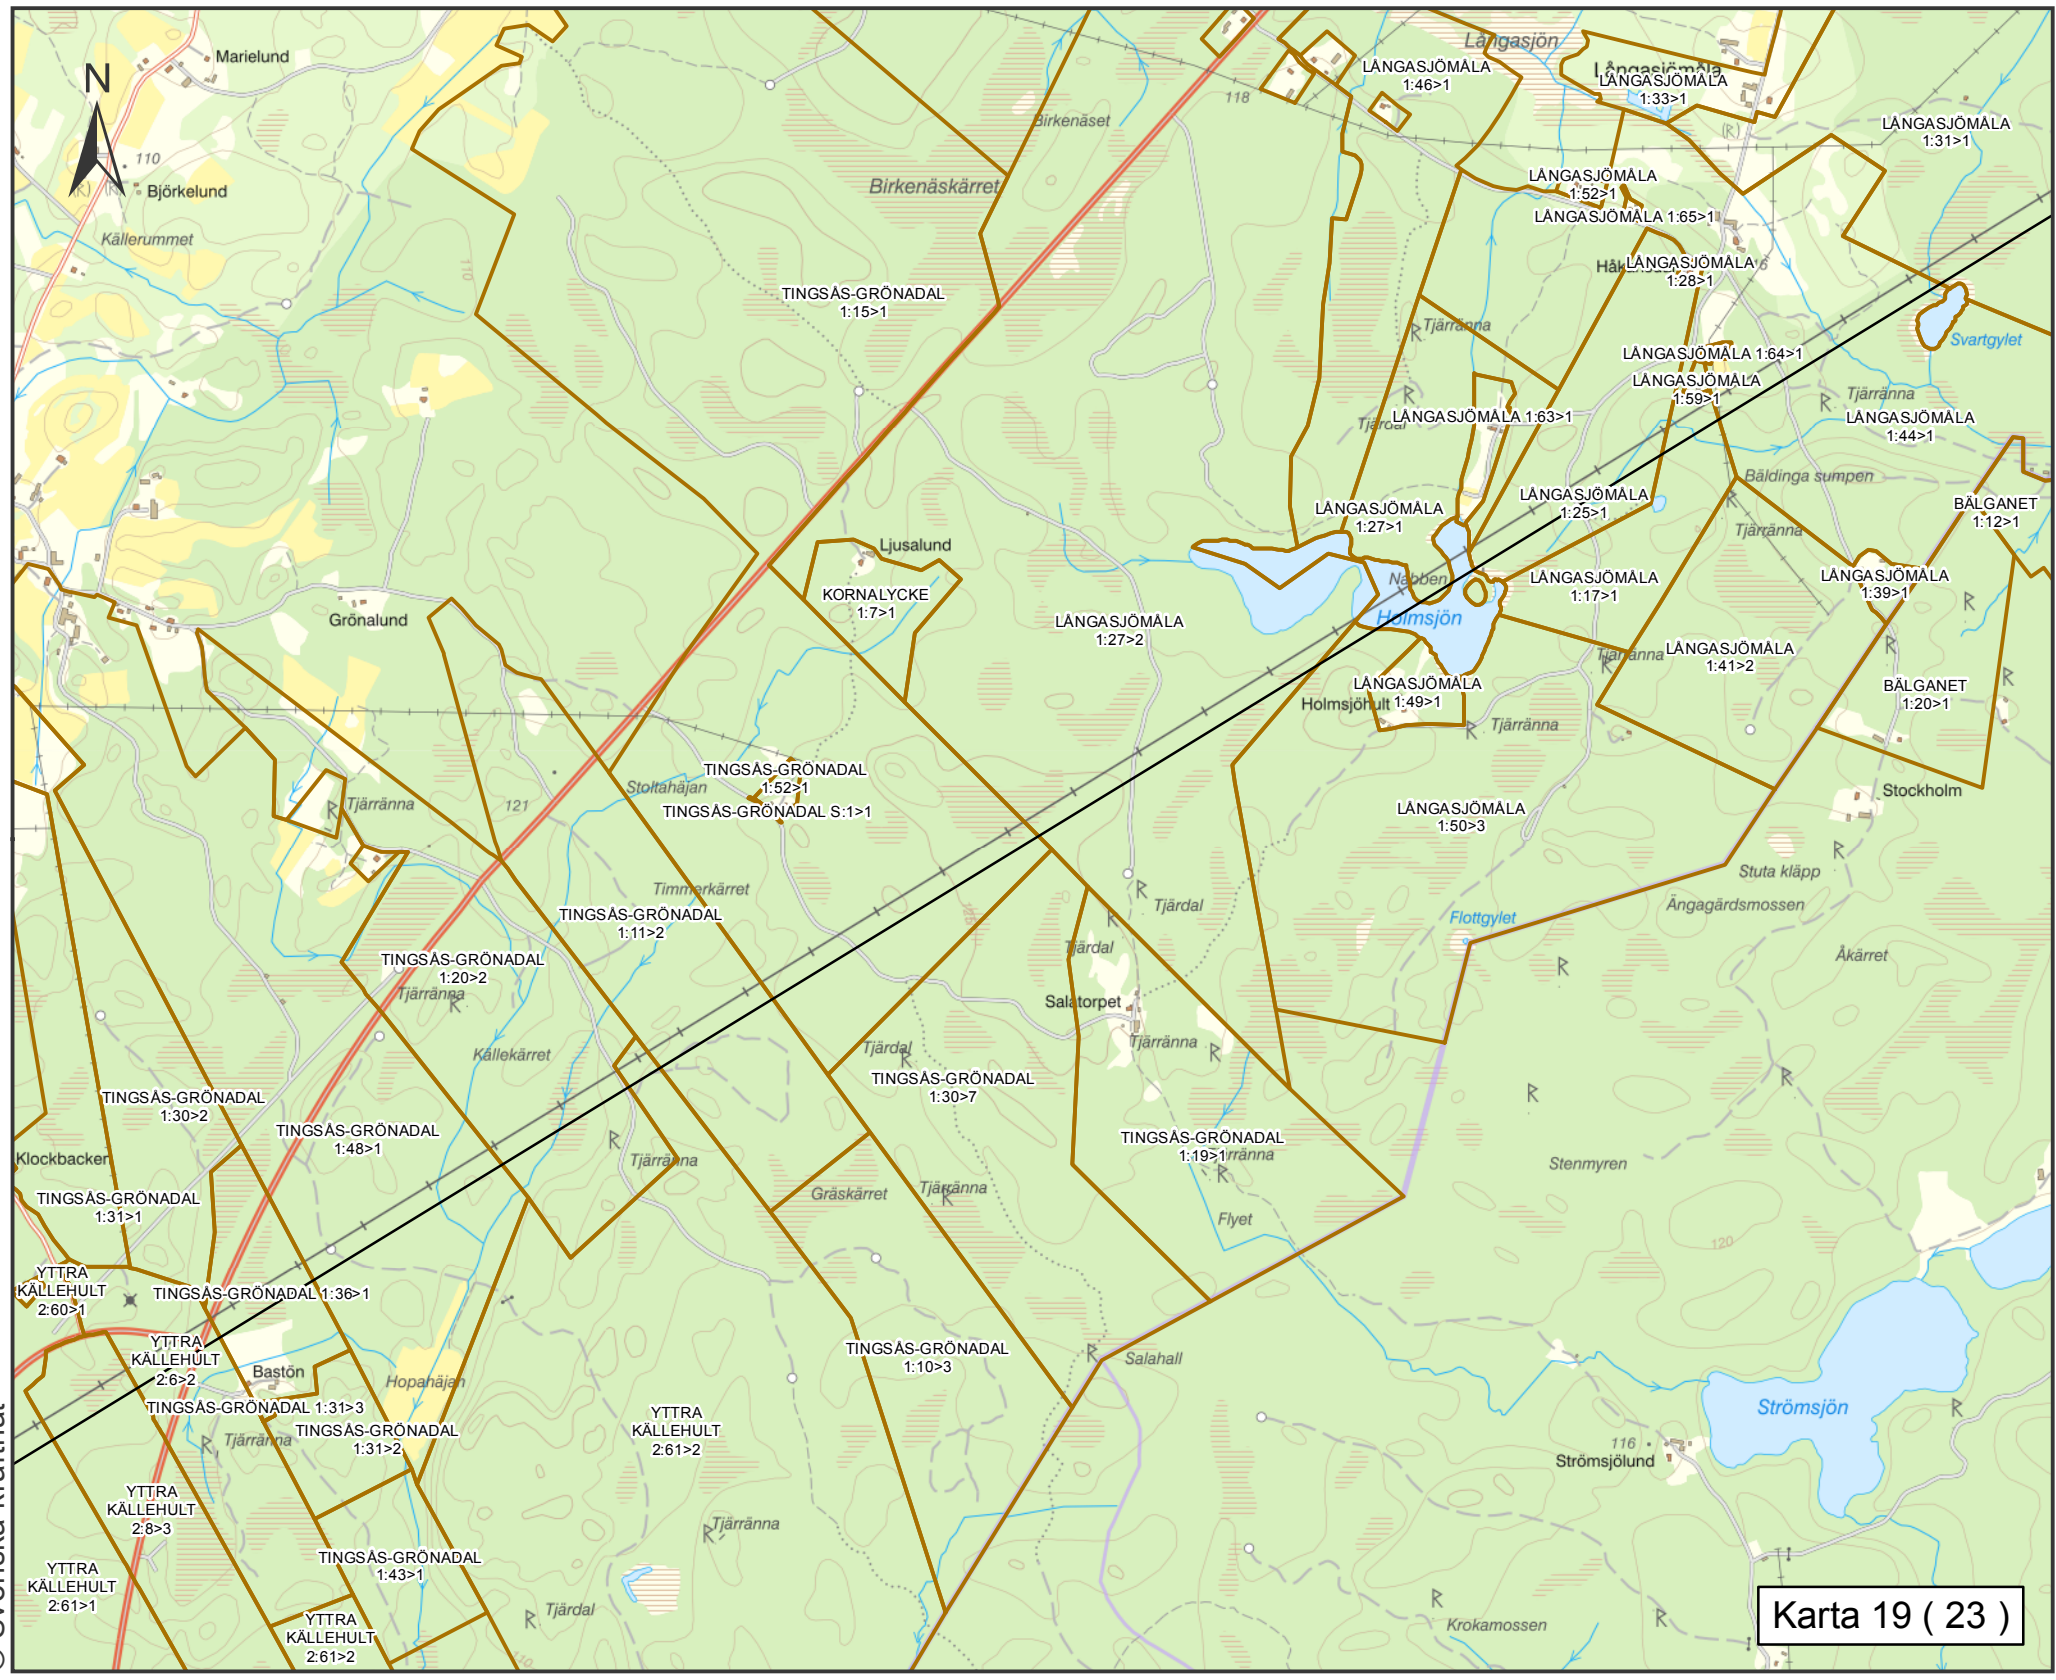 Marielund
N
110
Björkelund
Källerummet
110
Birkenäset
118
Birkenäskärret
Långasjön
LÅNGASJÖMÅLA
1:46>1
Långasjömåla
LÅNGASJÖMÅLA
1:33>1
(R)
LÅNGASJÖMÅLA
1:31>1
LÅNGASJÖMÅLA
1:52>1
LÅNGASJÖMÅLA 1:65>1
LÅNGASJÖMÅLA
1:28>1
TINGSÅS-GRÖNADAL
1:15>1
Tjärränna
Svartgylet
LÅNGASJÖMÅLA 1:64>1
LÅNGASJÖMÅLA
1:59>1
Tjärränna
LÅNGASJÖMÅLA
1:44>1
Tjärdal
LÅNGASJÖMÅLA 1:63>1
Bäldinga sumpen
LÅNGASJÖMÅLA
1:25>1
LÅNGASJÖMÅLA
1:27>1
BÄLGANET
1:12>1
Tjärränna
Ljusalund
Nabben
LÅNGASJÖMÅLA
1:17>1
LÅNGASJÖMÅLA
1:39>1
KORNALYCKE
1:7>1
Grönalund
LÅNGASJÖMÅLA
1:27>2
Holmsjön
Tjärränna
LÅNGASJÖMÅLA
1:41>2
BÄLGANET
1:20>1
LÅNGASJÖMÅLA
1:49>1
Holmsjöhult
Tjärränna
TINGSÅS-GRÖNADAL
1:52>1
Stoltahäjan
TINGSÅS-GRÖNADAL S:1>1
Tjärränna
121
LÅNGASJÖMÅLA
1:50>3
Stockholm
Stuta kläpp
Timmerkärret
TINGSÅS-GRÖNADAL
1:11>2
Tjärdal
Tjärdal
Flottgylet
Ängagärdsmossen
Åkärret
TINGSÅS-GRÖNADAL
1:20>2
Tjärränna
Salatorpet
Tjärränna
Källekärret
Tjärdal
TINGSÅS-GRÖNADAL
1:30>7
TINGSÅS-GRÖNADAL
1:30>2
TINGSÅS-GRÖNADAL
1:48>1
TINGSÅS-GRÖNADAL
1:19>1
Klockbacken
Tjärränna
Stenmyren
TINGSÅS-GRÖNADAL
1:31>1
Gräskärret
Tjärränna
Flyet
120
YTTRA
KÄLLEHULT
2:60>1
TINGSÅS-GRÖNADAL 1:36>1
YTTRA
KÄLLEHULT
2:6>2
Bastön
Hopahäjan
TINGSÅS-GRÖNADAL
1:10>3
Salahall
TINGSÅS-GRÖNADAL 1:31>3
TINGSÅS-GRÖNADAL
1:31>2
Tjärränna
YTTRA
KÄLLEHULT
2:61>2
Strömsjön
116
Strömsjölund
YTTRA
KÄLLEHULT
2:8>3
Tjärränna
YTTRA
KÄLLEHULT
2:61>1
TINGSÅS-GRÖNADAL
1:43>1
YTTRA
KÄLLEHULT
2:61>2
Tjärdal
110
Krokamossen
Karta 19 ( 23 )